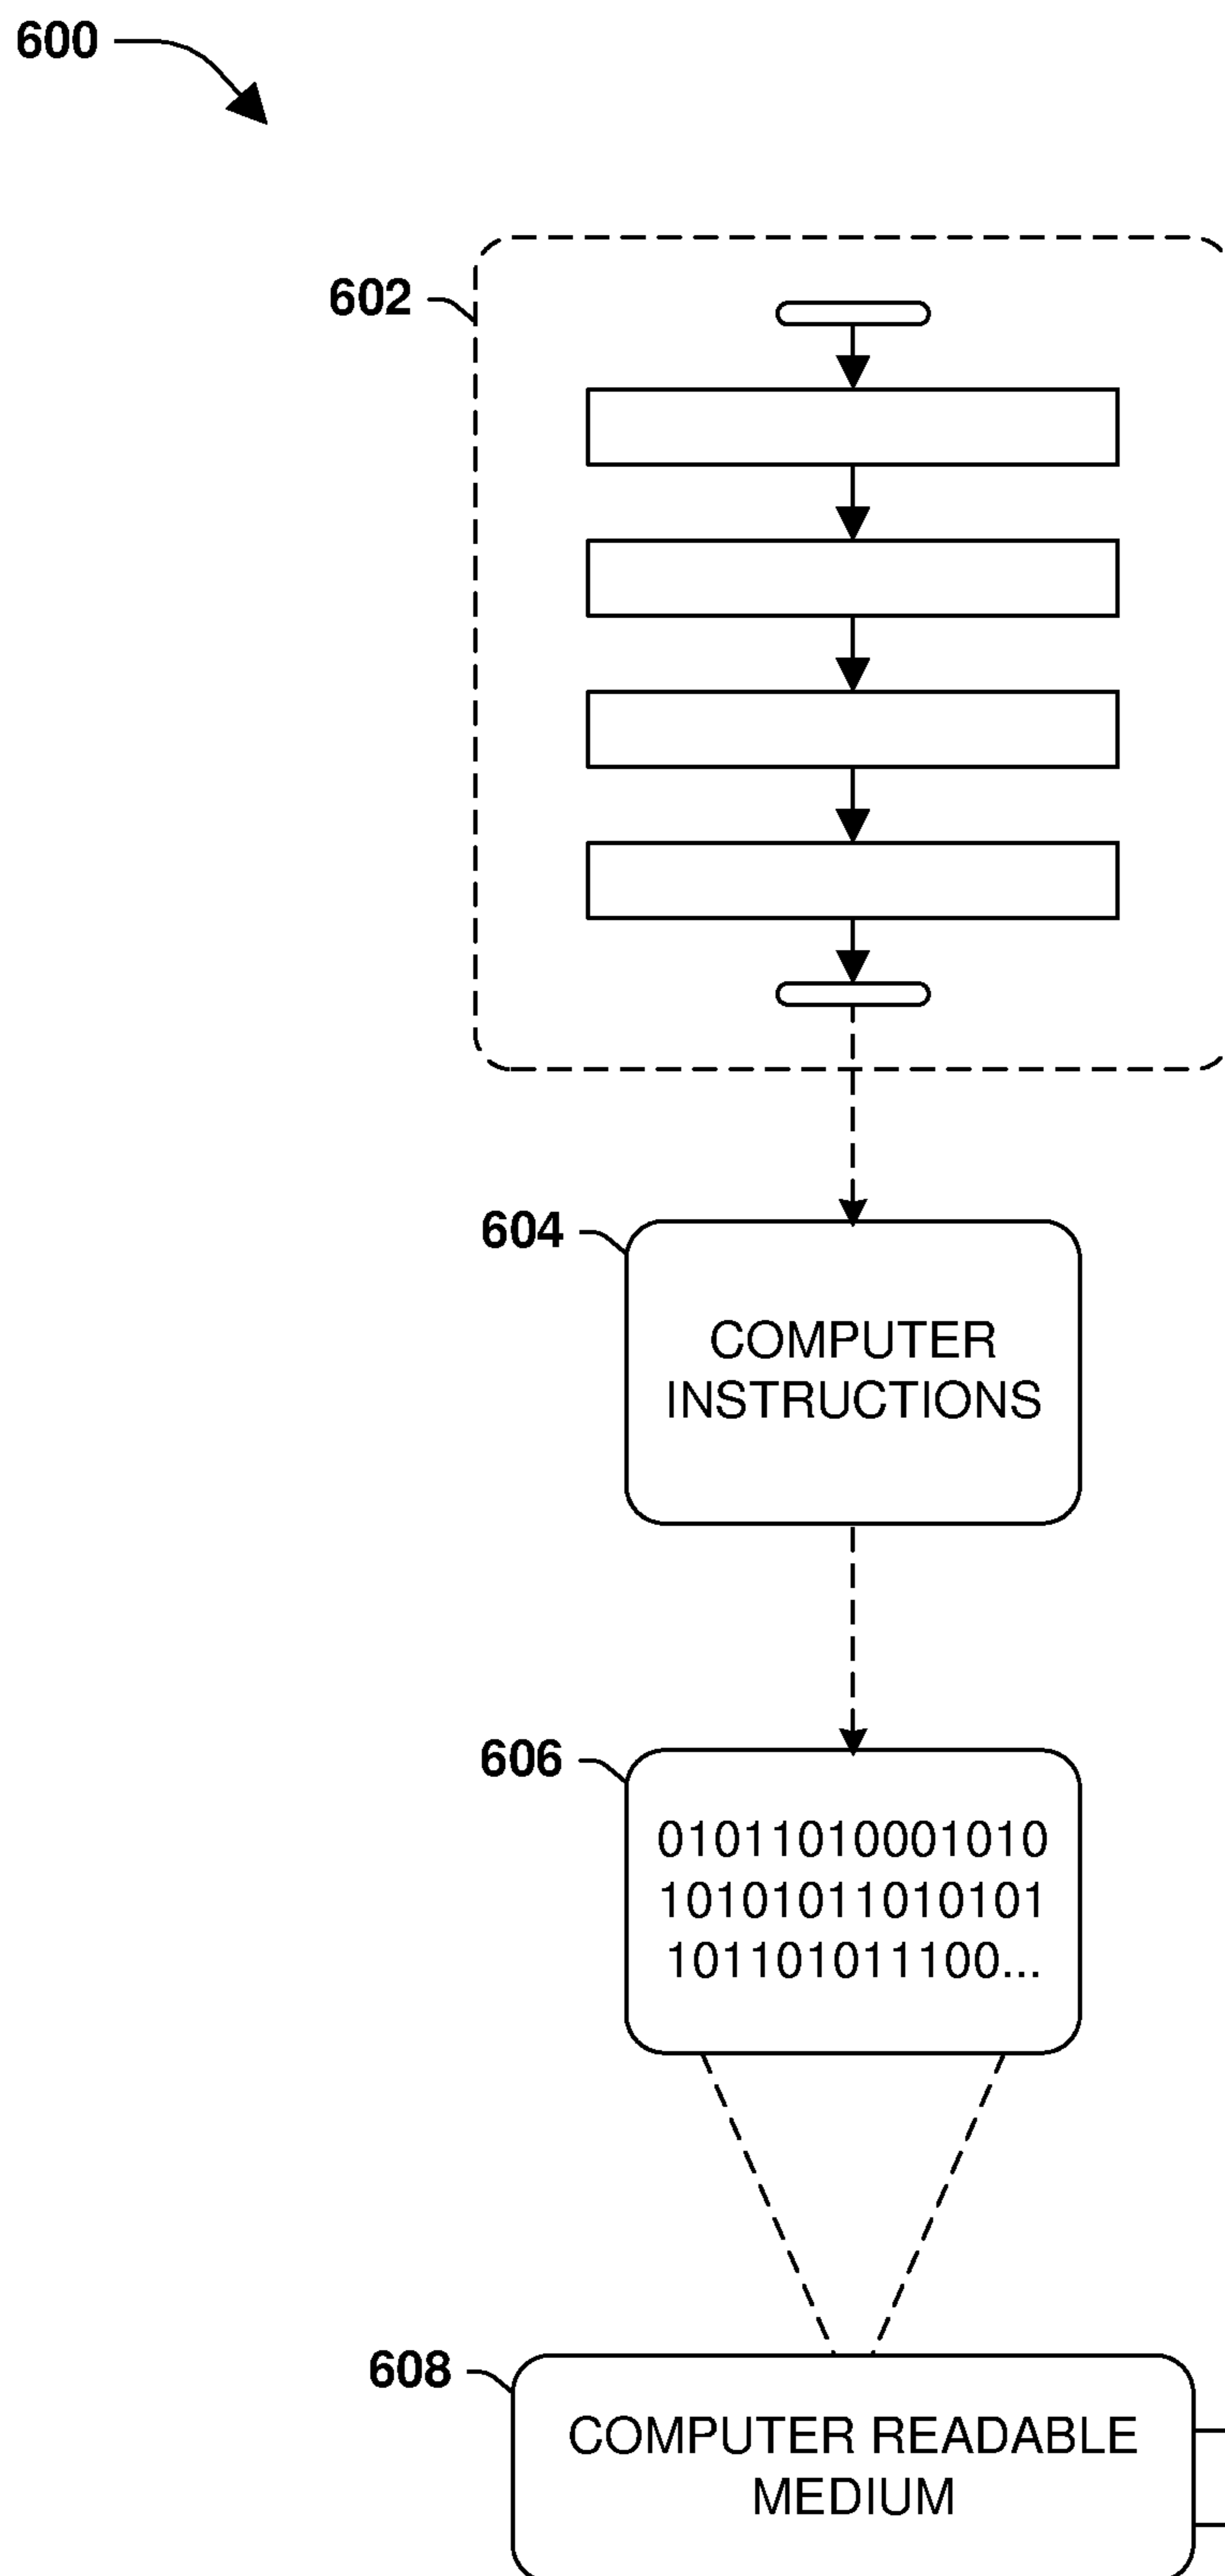 600
602
604
COMPUTER
INSTRUCTIONS
606
01011010001010
10101011010101
101101011100...
608
COMPUTER READABLE
MEDIUM